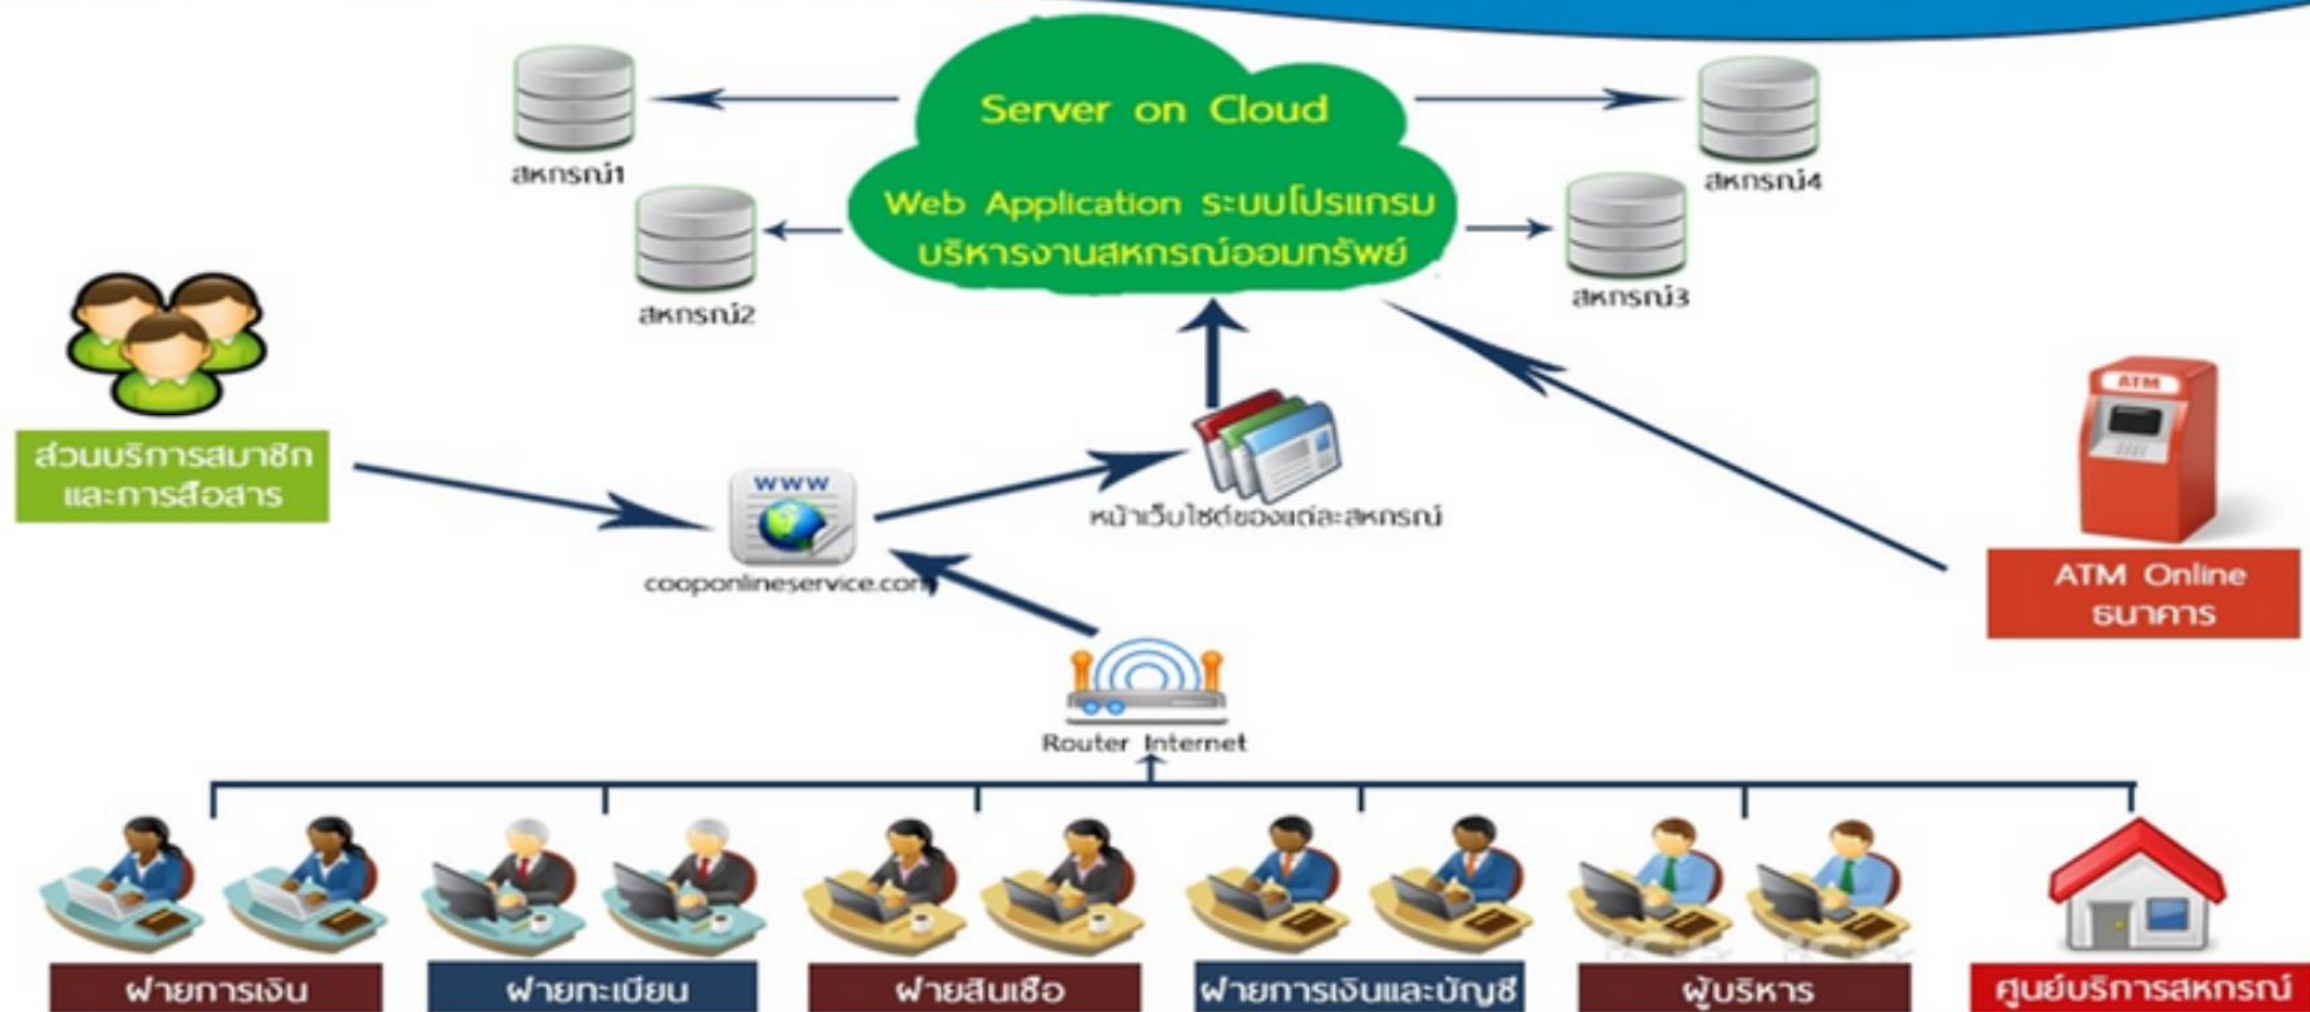 Server on Cloud
Web Application ระบบโปรแกรม
บริหารงานสหกรณ์ออมทรัพย์
สหกรณ์1
สหกรณ์4
สหกรณ์2
สหกรณ์3
ส่วนบริการสมาชิก
และการสื่อสาร
WWW
cooponlineservice.com
หน้าเว็บไซต์ของแต่ละสหกรณ์
ATM
ATM Online
ธนาคาร
Router Internet
ฝ่ายการเงิน
ฝ่ายทะเบียน
ฝ่ายสินเชื่อ
ฝ่ายการเงินและบัญชี
ผู้บริหาร
ศูนย์บริการสหกรณ์